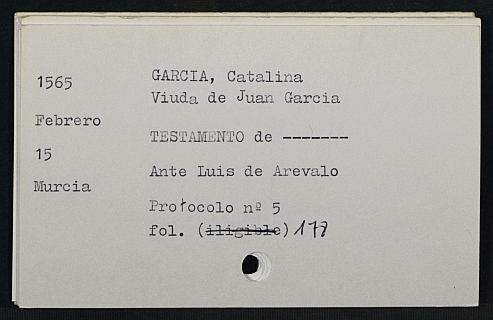 1565
Febrero
15
Murcia
GARCIA, Catalina
Viuda de Juan Garcia
TESTAMENTO de -------
Ante Luis de Arevalo
Protocolo nº 5
fol. (iligible) 177